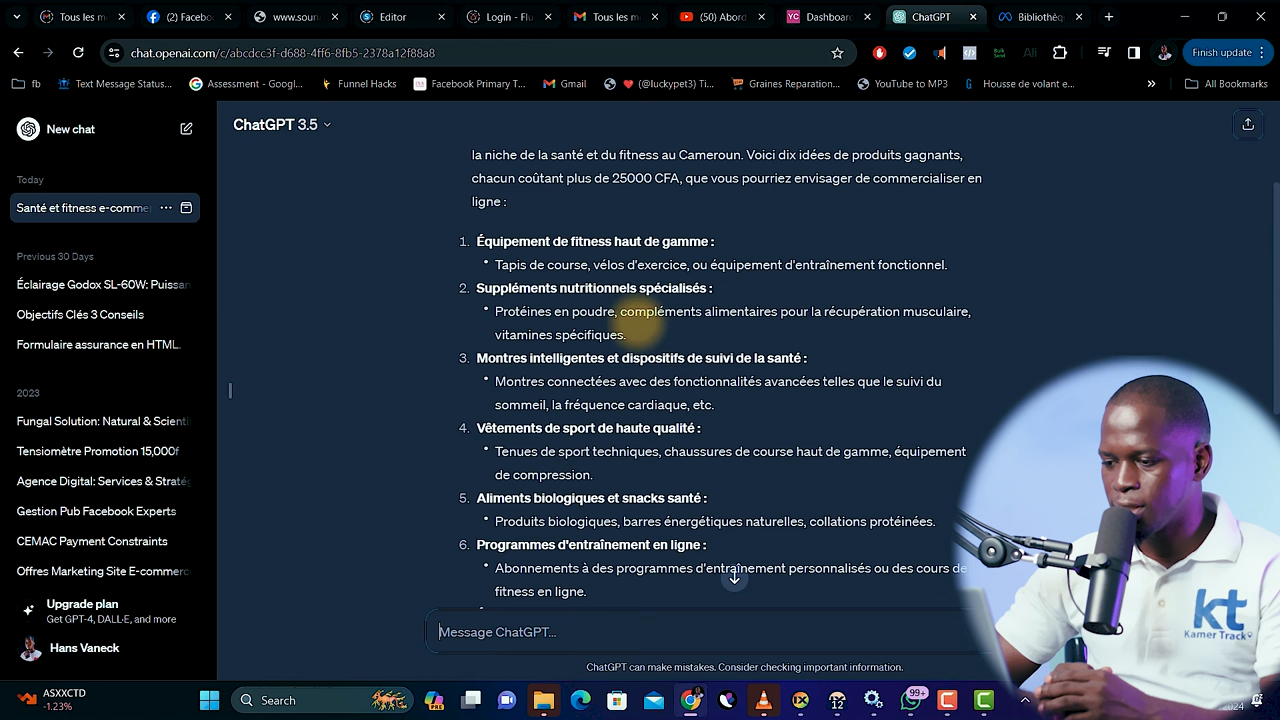 Tous les m
(2) Facebo
www.sour
Editor
Login - Flu
Tous les m
(50) Abord
Dashboar
ChatGPT
Bibliothèq
chat.openai.com/c/abcdcc3f-d688-4ff6-8fb5-2378a12f88a8
Finish update
fb
Text Message Status...
Assessment - Googl...
Funnel Hacks
Facebook Primary T...
Gmail
(@luckypet3) Ti...
Graines Reparation...
YouTube to MP3
Housse de volant e...
All Bookmarks
New chat
ChatGPT 3.5
Today
Santé et fitness e-comme
Previous 30 Days
Éclairage Godox SL-60W: Puissan
Objectifs Clés 3 Conseils
Formulaire assurance en HTML.
2023
Fungal Solution: Natural & Scienti
Tensiomètre Promotion 15,000f
Agence Digital: Services & Straté
Gestion Pub Facebook Experts
CEMAC Payment Constraints
Offres Marketing Site E-commerc
Upgrade plan
Get GPT-4, DALL·E, and more
Hans Vaneck
la niche de la santé et du fitness au Cameroun. Voici dix idées de produits gagnants,
chacun coûtant plus de 25000 CFA, que vous pourriez envisager de commercialiser en
ligne :
1. Équipement de fitness haut de gamme :
• Tapis de course, vélos d'exercice, ou équipement d'entraînement fonctionnel.
2. Suppléments nutritionnels spécialisés :
• Protéines en poudre, compléments alimentaires pour la récupération musculaire,
vitamines spécifiques.
3. Montres intelligentes et dispositifs de suivi de la santé :
• Montres connectées avec des fonctionnalités avancées telles que le suivi du
sommeil, la fréquence cardiaque, etc.
4. Vêtements de sport de haute qualité :
• Tenues de sport techniques, chaussures de course haut de gamme, équipement
de compression.
5. Aliments biologiques et snacks santé :
• Produits biologiques, barres énergétiques naturelles, collations protéinées.
6. Programmes d'entraînement en ligne :
• Abonnements à des programmes d'entraînement personnalisés ou des cours de
fitness en ligne.
Message ChatGPT...
ChatGPT can make mistakes. Consider checking important information.
kt
Kamer Track
ASXXCTD
-1.23%
Search
99+
2024